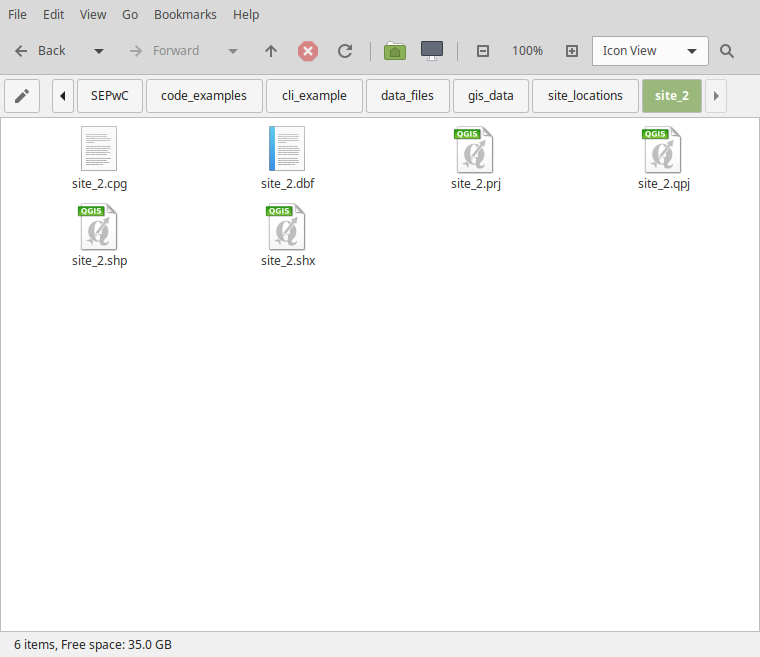 File Edit View Go Bookmarks Help
Back Forward 100% Icon View
SEPwC code_examples cli_example data_files gis_data site_locations site_2
QGIS QGIS
site_2.cpg site_2.dbf site_2.prj site_2.qpj
QGIS QGIS
site_2.shp site_2.shx
6 items, Free space: 35.0 GB